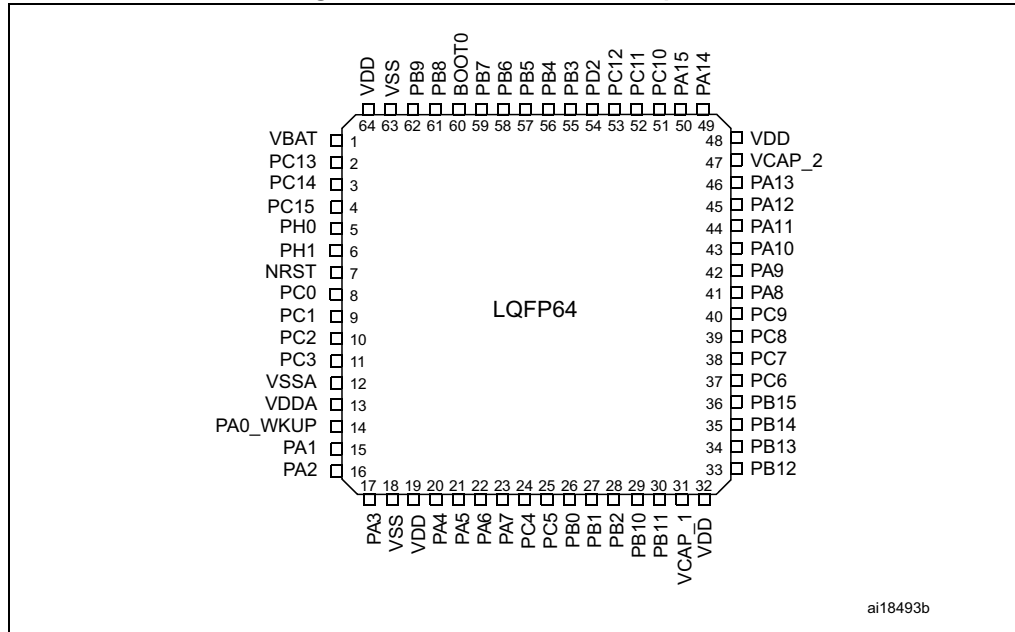 VDD
VSS
PB9
PB8
BOOT0
PB7
PB6
PB5
PB4
PB3
PD2
PC12
PC11
PC10
PA15
PA14
64 63 62 61 60 59 58 57 56 55 54 53 52 51 50 49
VBAT 1
PC13 2
PC14 3
PC15 4
PH0 5
PH1 6
NRST 7
PC0 8
PC1 9
PC2 10
PC3 11
VSSA 12
VDDA 13
PA0_WKUP 14
PA1 15
PA2 16
LQFP64
48 VDD
47 VCAP_2
46 PA13
45 PA12
44 PA11
43 PA10
42 PA9
41 PA8
40 PC9
39 PC8
38 PC7
37 PC6
36 PB15
35 PB14
34 PB13
33 PB12
17 18 19 20 21 22 23 24 25 26 27 28 29 30 31 32
PA3
VSS
VDD
PA4
PA5
PA6
PA7
PC4
PC5
PB0
PB1
PB2
PB10
PB11
VCAP_1
VDD
ai18493b